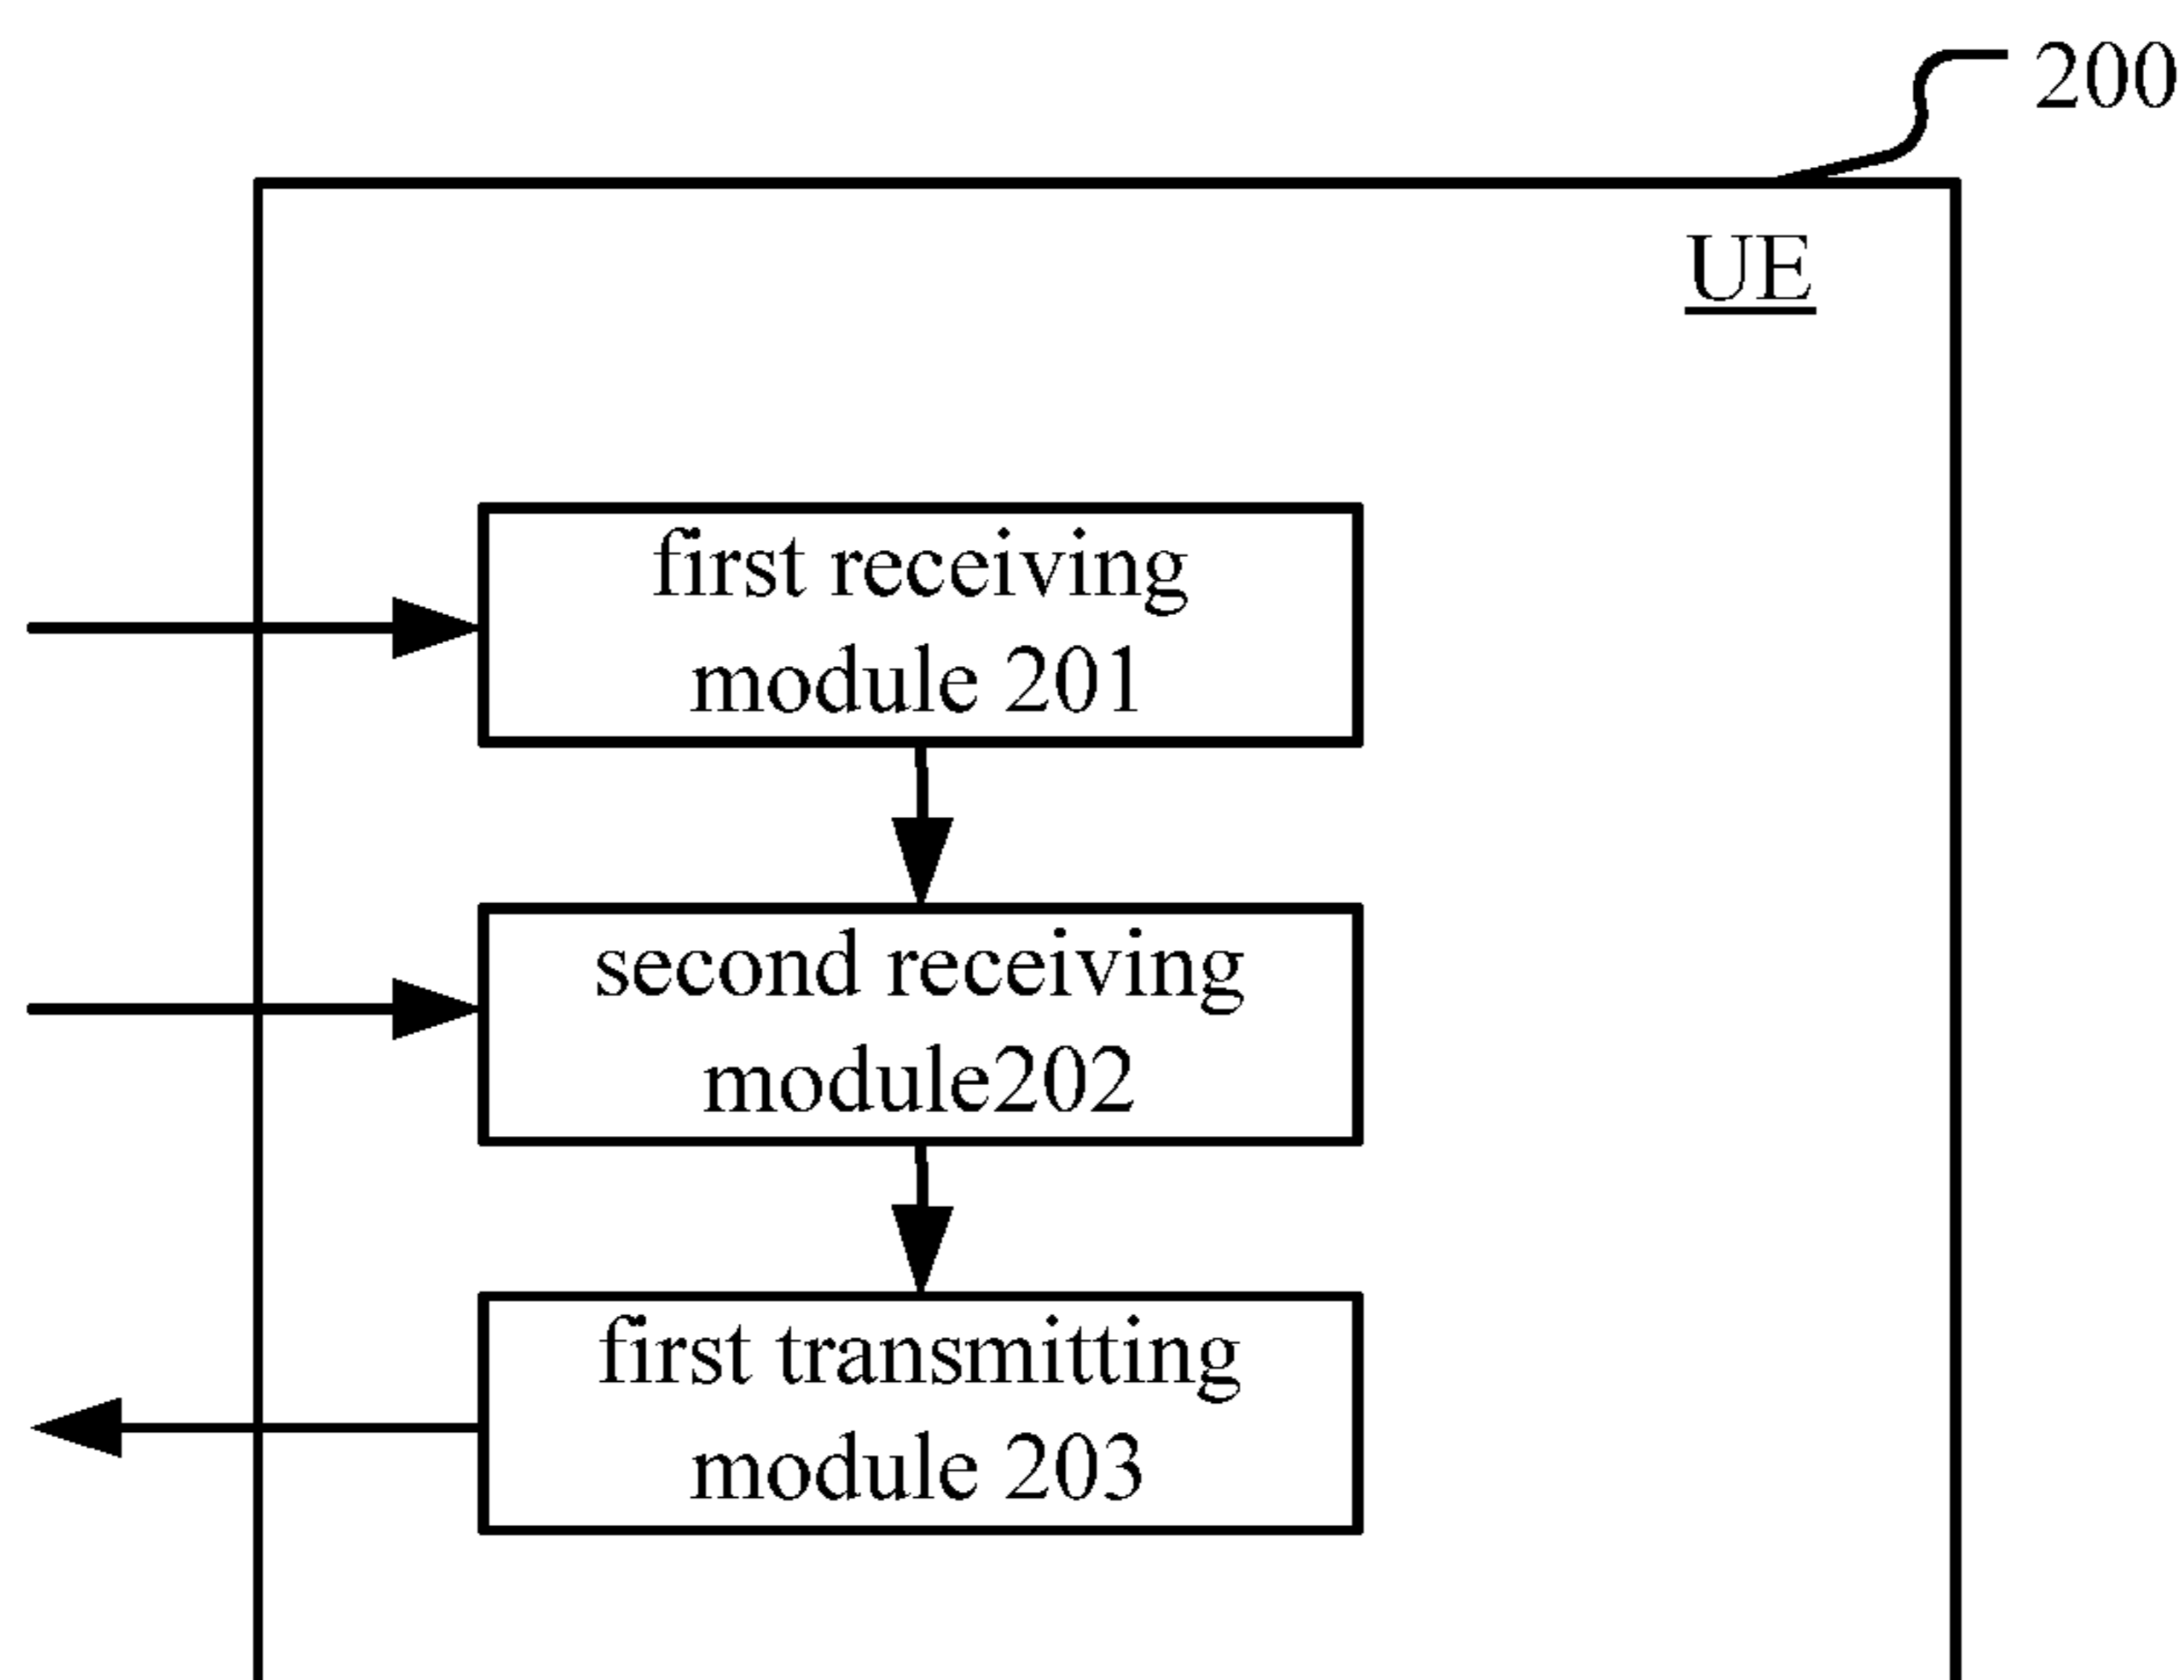 200
UE
first receiving
module 201
second receiving
module202
first transmitting
module 203